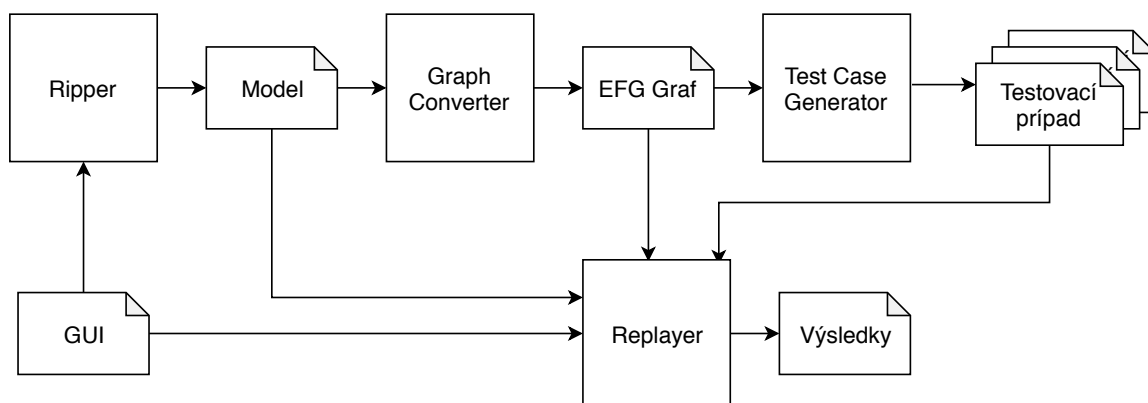 Ripper
Model
Graph
Converter
EFG Graf
Test Case
Generator
Testovací
prípad
GUI
Replayer
Výsledky